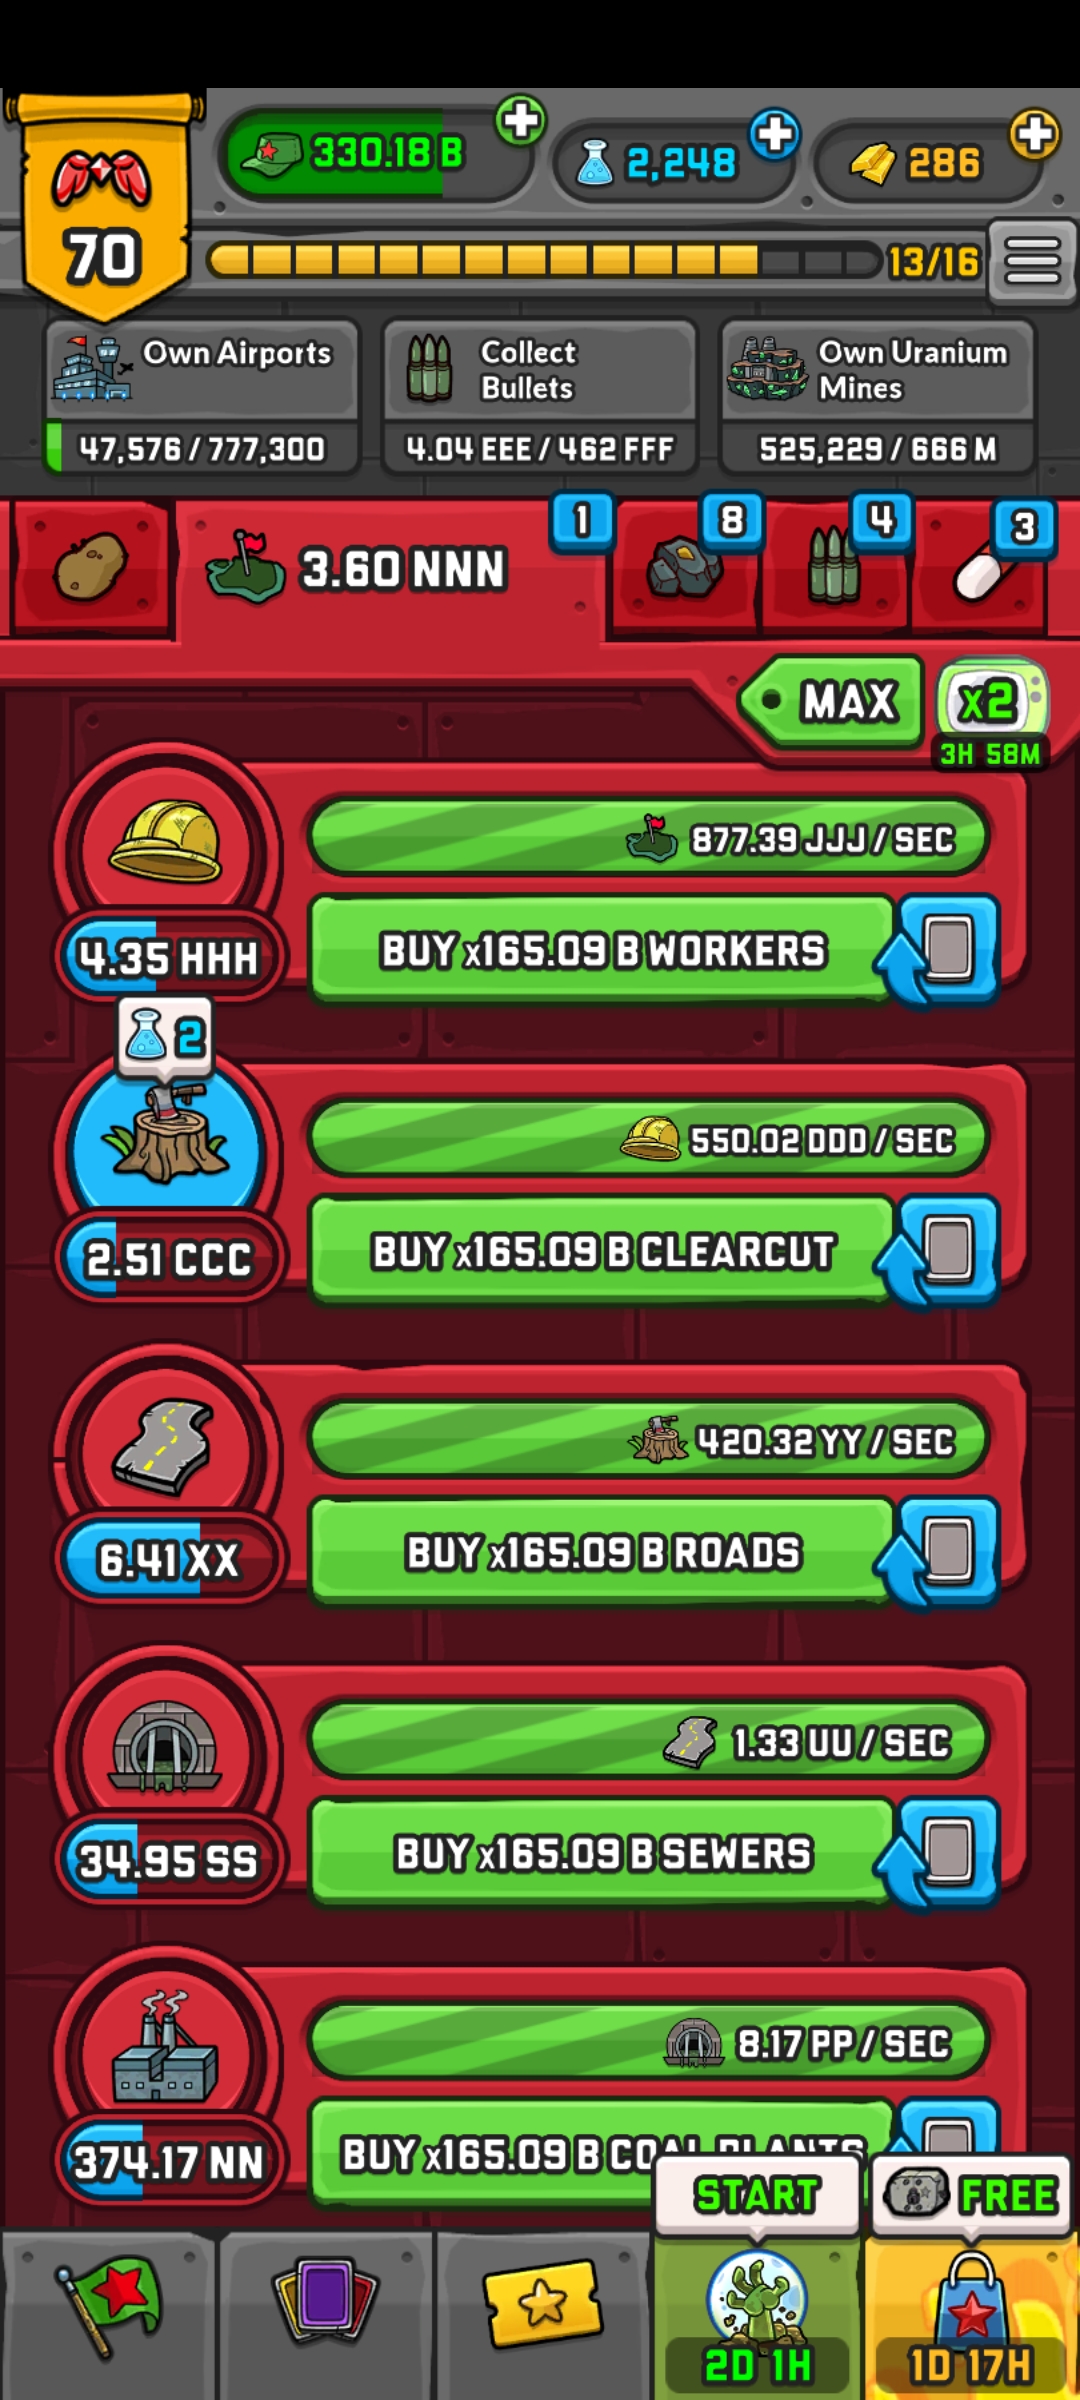 330.18 B
2,248
286
70
13/16
Own Airports
47,576 / 777,300
Collect
Bullets
4.04 EEE / 462 FFF
Own Uranium
Mines
525,229 / 666 M
3.60 NNN
1
8
4
3
MAX
x2
3H 58M
877.39 JJJ / SEC
4.35 HHH
BUY x165.09 B WORKERS
2
550.02 DDD / SEC
2.51 CCC
BUY x165.09 B CLEARCUT
420.32 YY / SEC
6.41 XX
BUY x165.09 B ROADS
1.33 UU / SEC
34.95 SS
BUY x165.09 B SEWERS
8.17 PP / SEC
374.17 NN
BUY x165.09 B COAL PLANTS
START
FREE
2D 1H
1D 17H